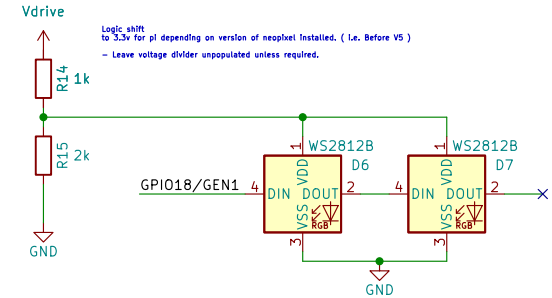 Vdrive
Logic shift
to 3.3v for pi depending on version of neopixel installed. ( i.e. Before V5 )
- Leave voltage divider unpopulated unless required.
R14
1k
R15
2k
GND
GPIO18/GEN1
WS2812B
D6
1
VDD
4
DIN
DOUT
2
VSS
RGB
3
WS2812B
D7
1
VDD
4
DIN
DOUT
2
VSS
RGB
3
GND